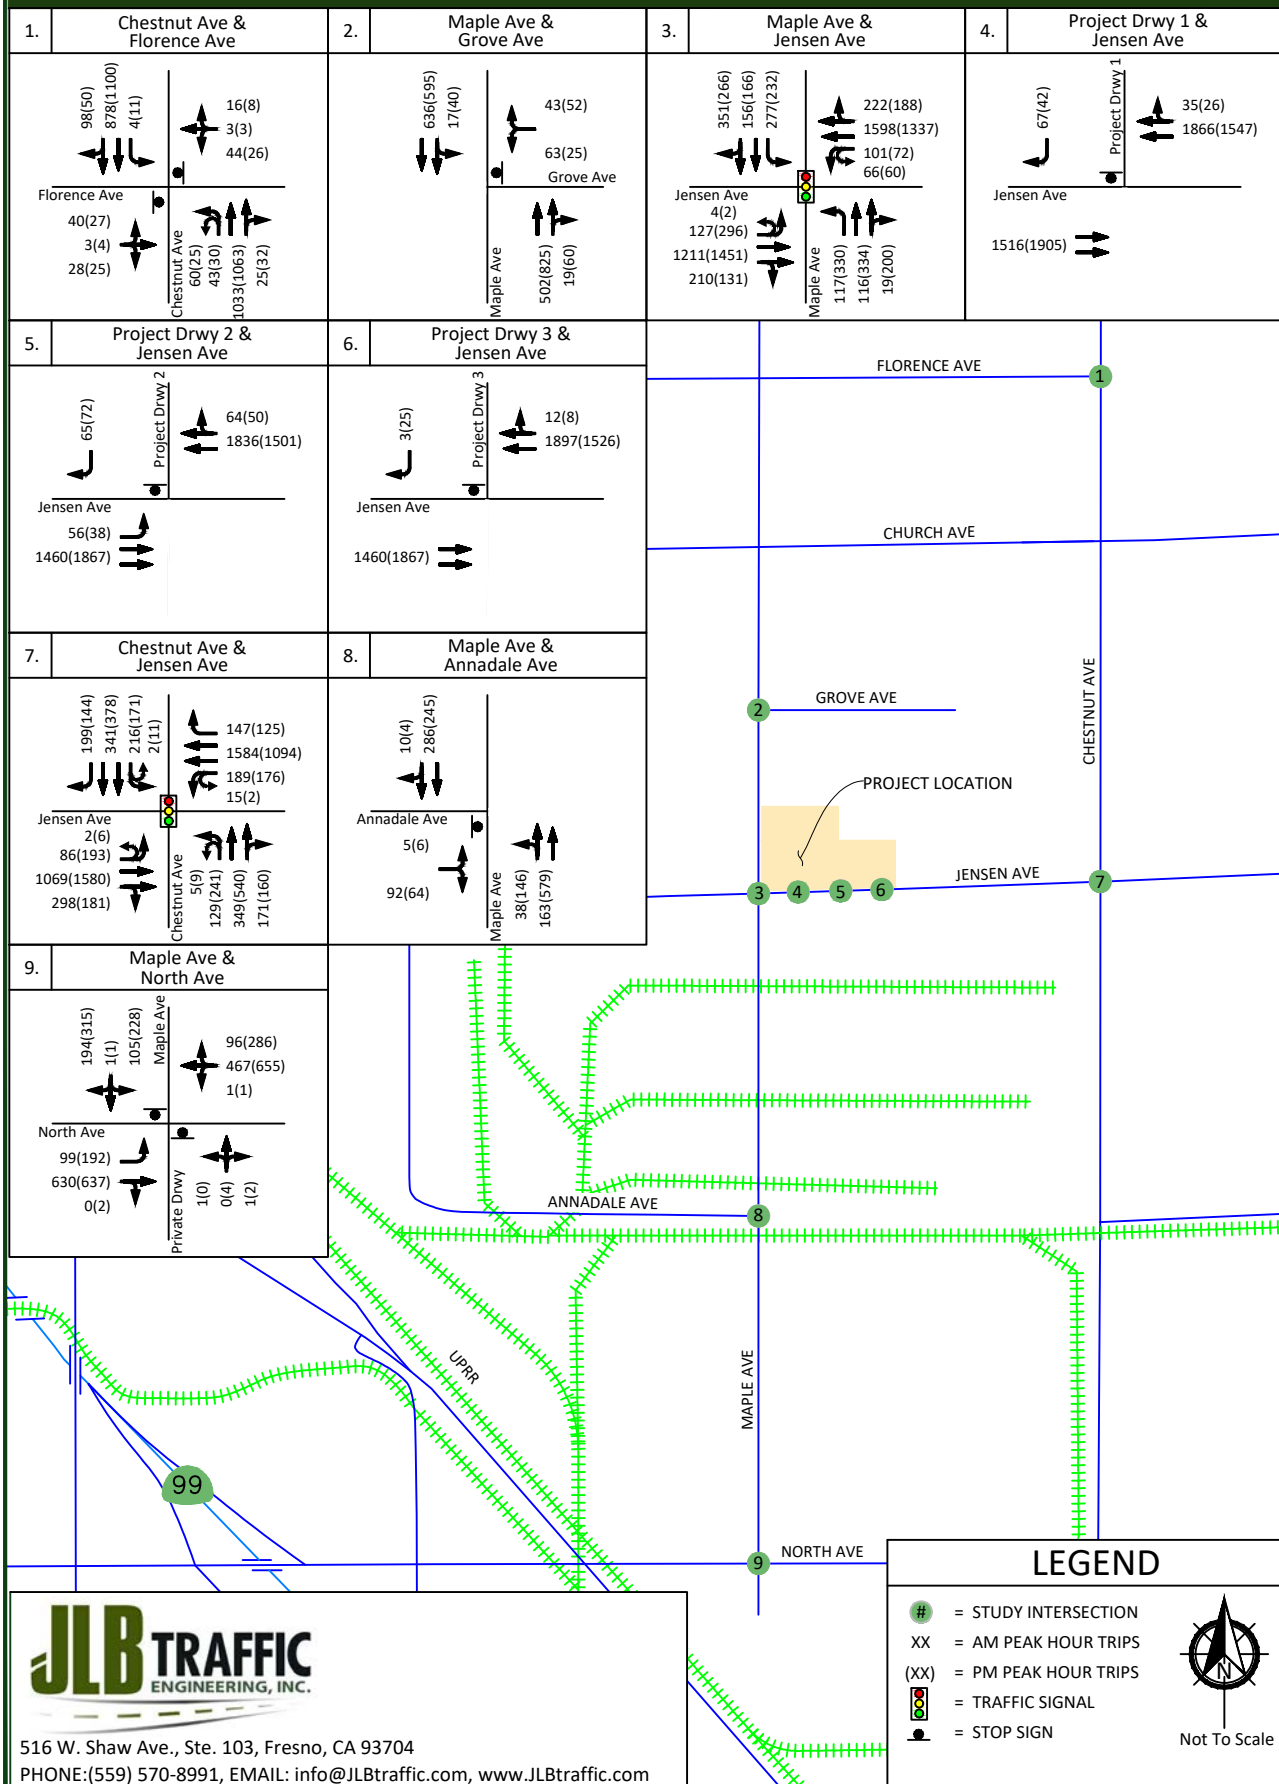 1.
Chestnut Ave &
Florence Ave
98(50)
878(1100)
4(11)
16(8)
3(3)
44(26)
Florence Ave
40(27)
3(4)
28(25)
Chestnut Ave
60(25)
43(30)
1033(1063)
25(32)
2.
Maple Ave &
Grove Ave
636(595)
17(40)
43(52)
63(25)
Grove Ave
Maple Ave
502(825)
19(60)
3.
Maple Ave &
Jensen Ave
351(266)
156(166)
277(232)
222(188)
1598(1337)
101(72)
66(60)
Jensen Ave
4(2)
127(296)
1211(1451)
210(131)
Maple Ave
117(330)
116(334)
19(200)
4.
Project Drwy 1 &
Jensen Ave
67(42)
Project Drwy 1
35(26)
1866(1547)
Jensen Ave
1516(1905)
5.
Project Drwy 2 &
Jensen Ave
65(72)
Project Drwy 2
64(50)
1836(1501)
Jensen Ave
56(38)
1460(1867)
6.
Project Drwy 3 &
Jensen Ave
3(25)
Project Drwy 3
12(8)
1897(1526)
Jensen Ave
1460(1867)
7.
Chestnut Ave &
Jensen Ave
199(144)
341(378)
216(171)
2(11)
147(125)
1584(1094)
189(176)
15(2)
Jensen Ave
2(6)
86(193)
1069(1580)
298(181)
Chestnut Ave
5(9)
129(241)
349(540)
171(160)
8.
Maple Ave &
Annadale Ave
10(4)
286(245)
Annadale Ave
5(6)
92(64)
Maple Ave
38(146)
163(579)
9.
Maple Ave &
North Ave
194(315)
1(1)
105(228)
Maple Ave
96(286)
467(655)
1(1)
North Ave
99(192)
630(637)
0(2)
Private Drwy
1(0)
0(4)
1(2)
FLORENCE AVE
1
CHURCH AVE
CHESTNUT AVE
2
GROVE AVE
PROJECT LOCATION
JENSEN AVE
3
4
5
6
7
ANNADALE AVE
8
UPRR
MAPLE AVE
99
9
NORTH AVE
LEGEND
# = STUDY INTERSECTION
XX = AM PEAK HOUR TRIPS
(XX) = PM PEAK HOUR TRIPS
= TRAFFIC SIGNAL
= STOP SIGN
N
Not To Scale
JLB TRAFFIC
ENGINEERING, INC.
516 W. Shaw Ave., Ste. 103, Fresno, CA 93704
PHONE:(559) 570-8991, EMAIL: info@JLBtraffic.com, www.JLBtraffic.com